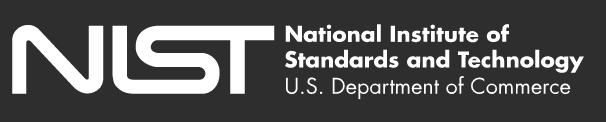 NIST
National Institute of
Standards and Technology
U.S. Department of Commerce